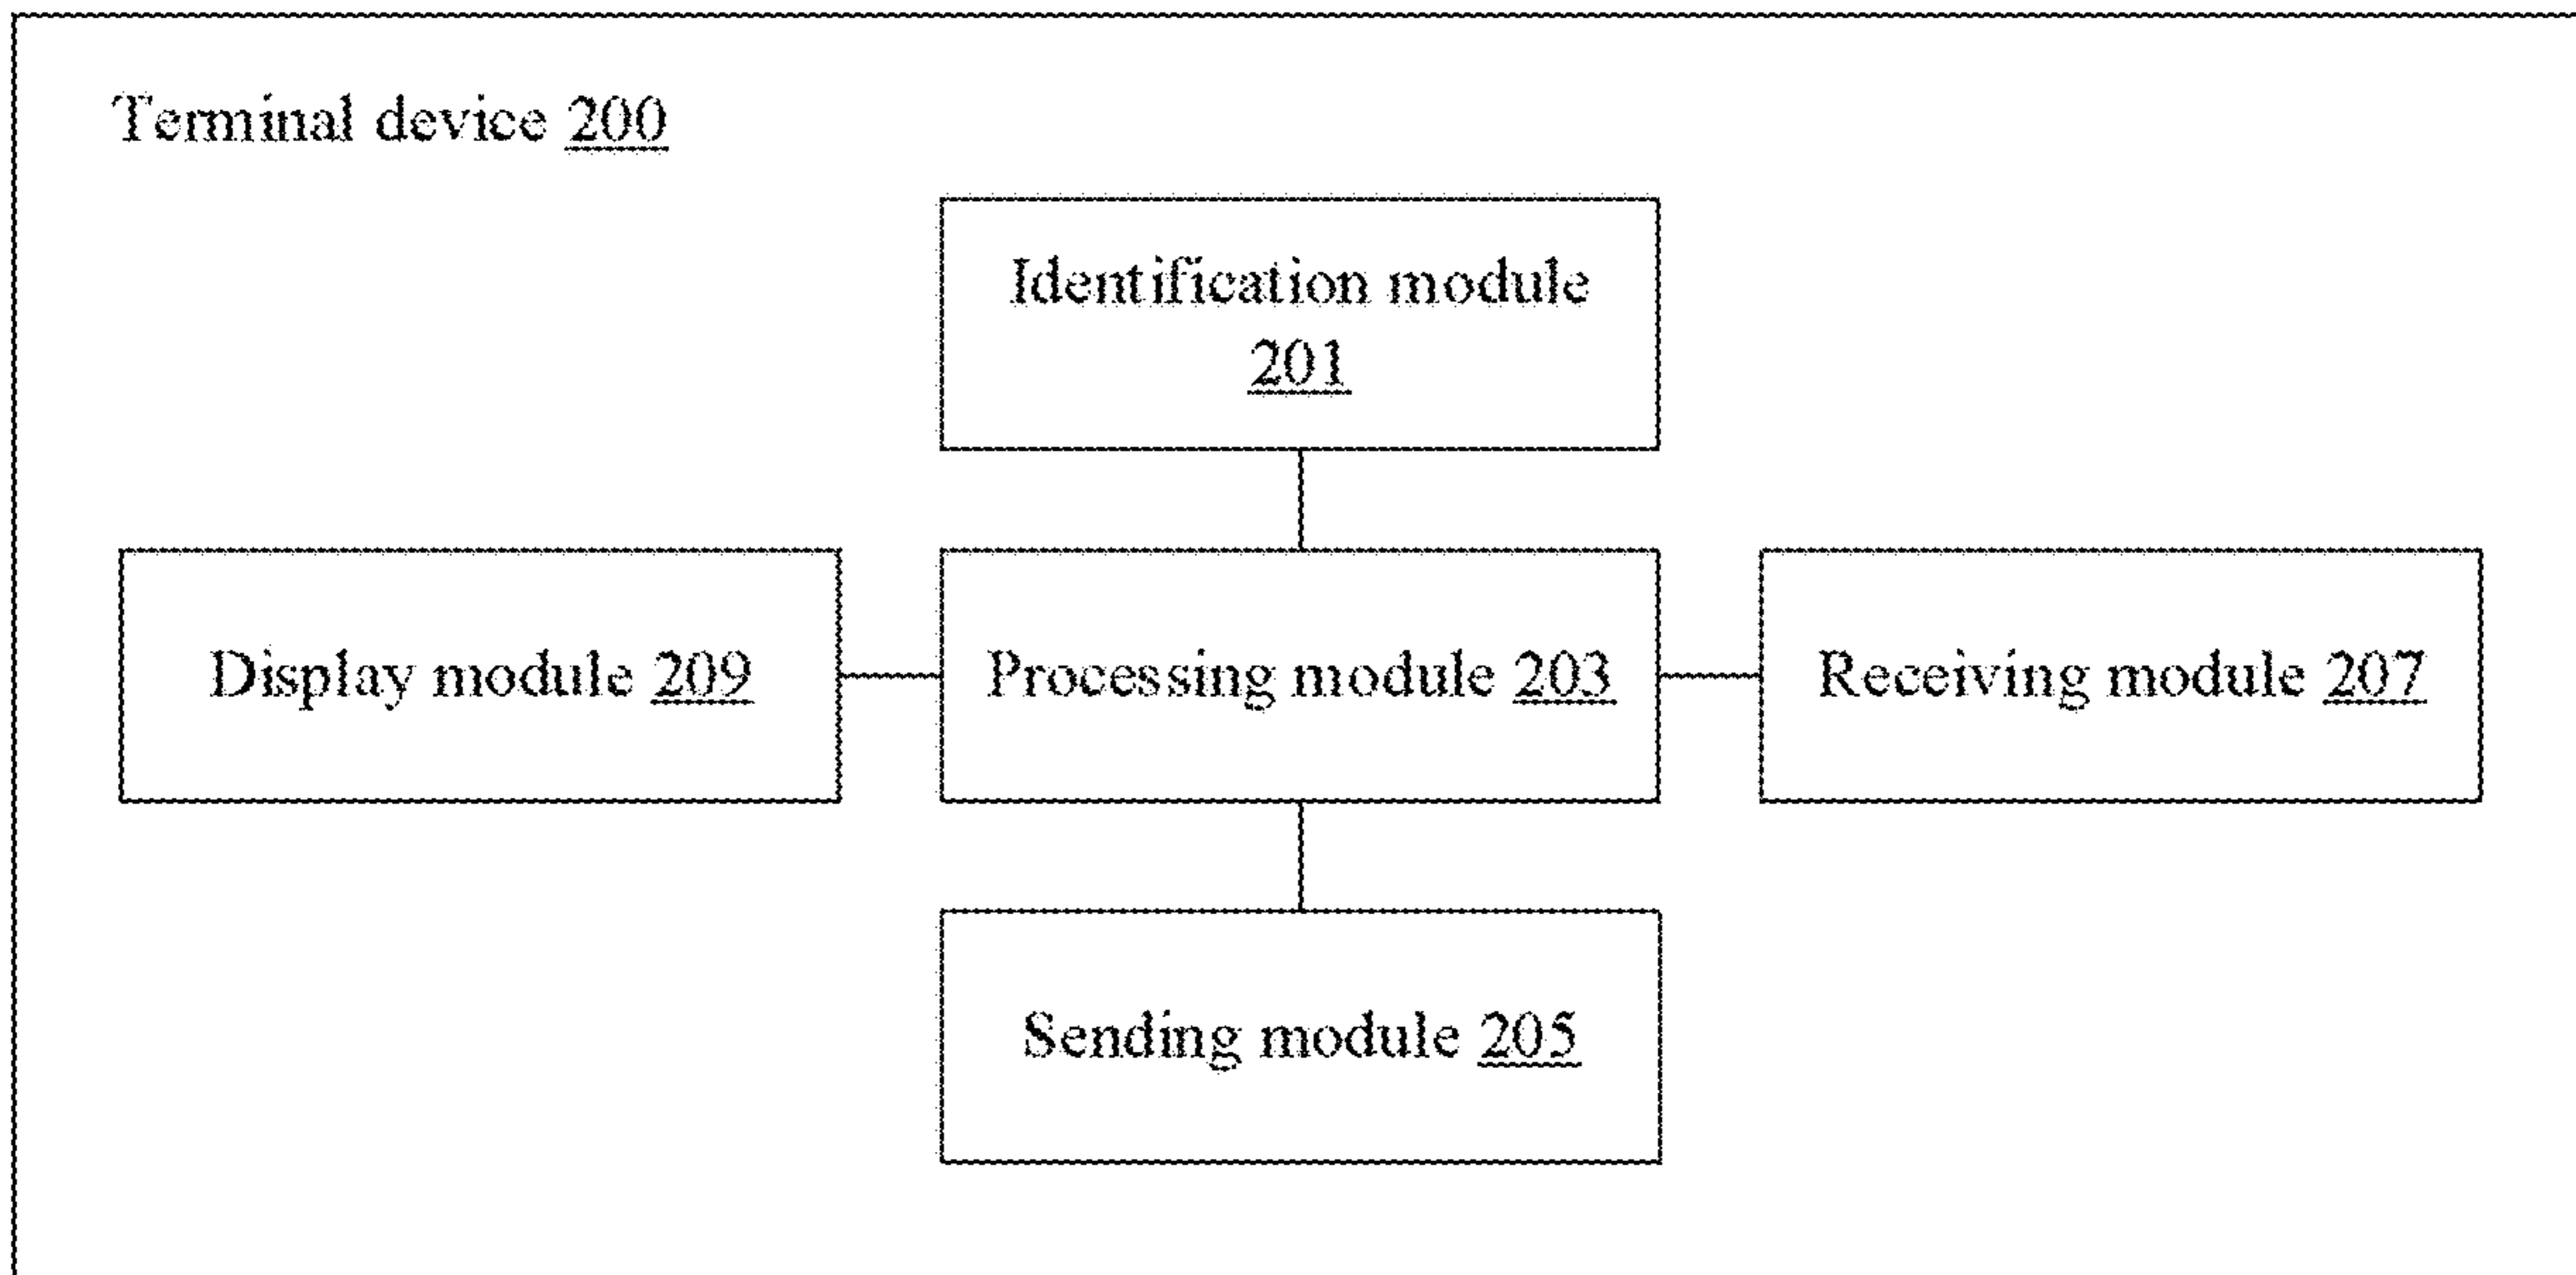 Terminal device 200
Identification module
201
Display module 209
Processing module 203
Receiving module 207
Sending module 205